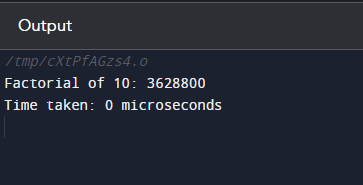 Output
/tmp/cXtPfAGzs4.o
Factorial of 10: 3628800
Time taken: 0 microseconds